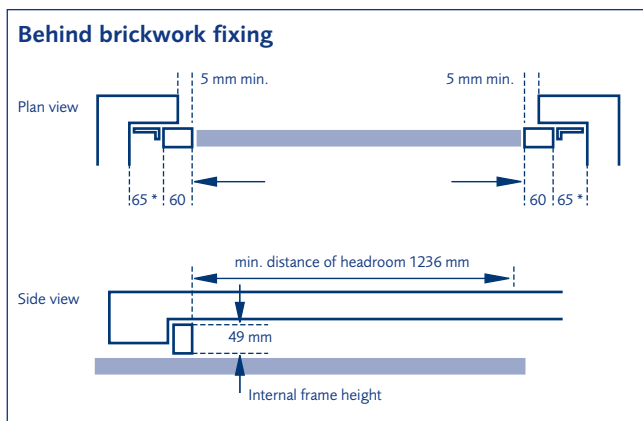 Behind brickwork fixing
5 mm min.
5 mm min.
Plan view
65 *
60
60
65 *
min. distance of headroom 1236 mm
Side view
49 mm
Internal frame height